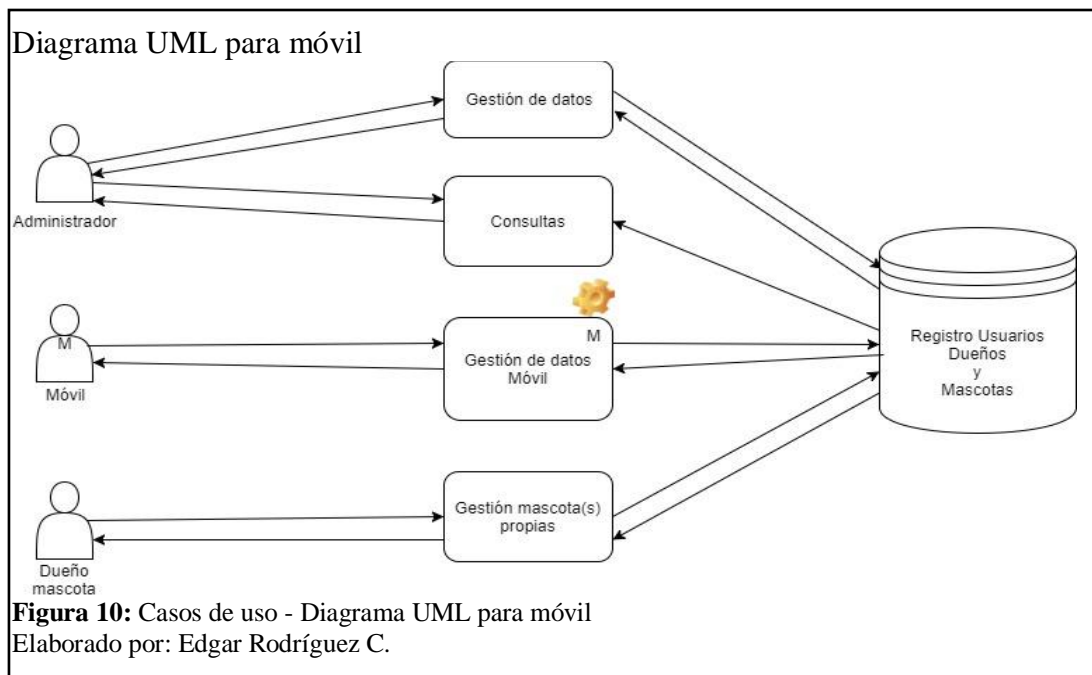 Diagrama UML para móvil
Gestión de datos
Administrador
Consultas
M
Móvil
M
Gestión de datos
Móvil
Registro Usuarios
Dueños
y
Mascotas
Gestión mascota(s)
propias
Dueño
mascota
Figura 10: Casos de uso - Diagrama UML para móvil
Elaborado por: Edgar Rodríguez C.